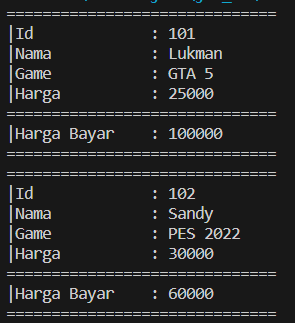 ==============================
|Id            : 101
|Nama          : Lukman
|Game          : GTA 5
|Harga         : 25000
==============================
|Harga Bayar   : 100000
==============================
==============================
|Id            : 102
|Nama          : Sandy
|Game          : PES 2022
|Harga         : 30000
==============================
|Harga Bayar   : 60000
==============================